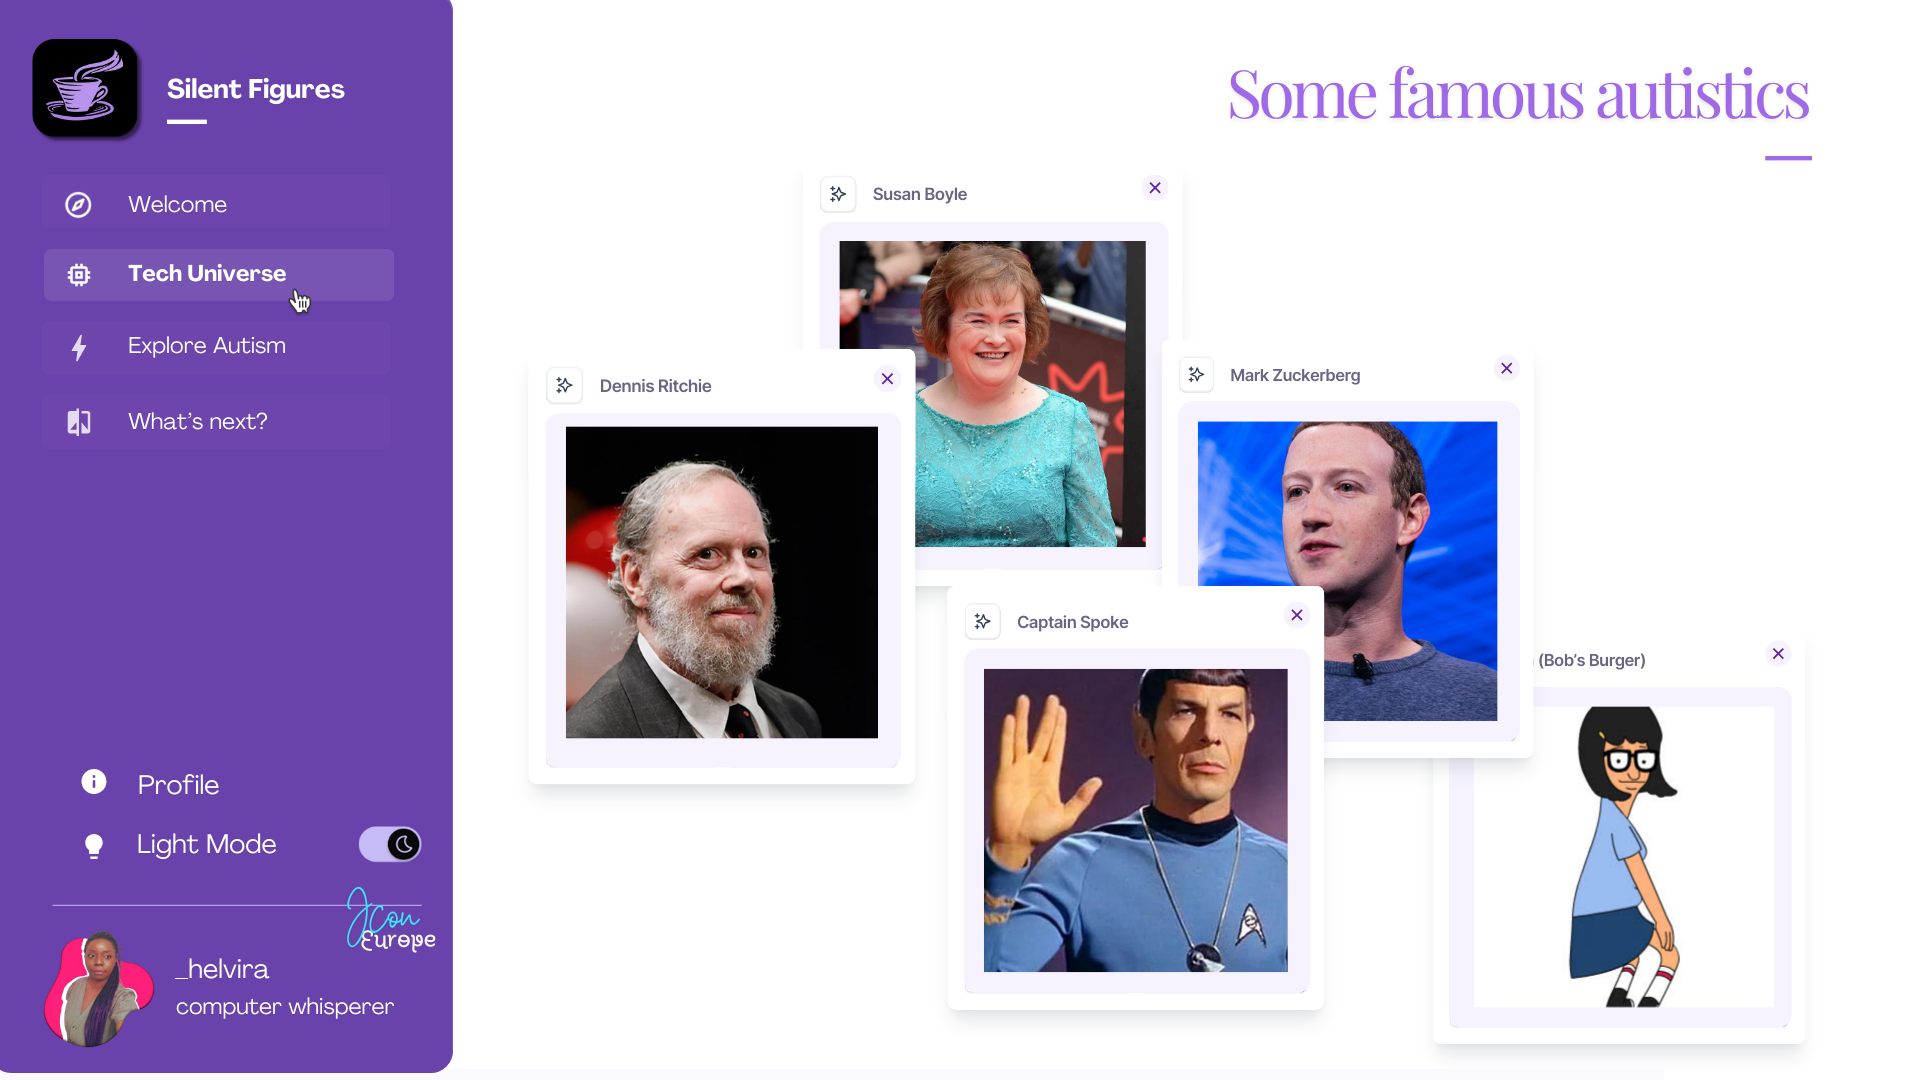 Silent Figures
Welcome
Tech Universe
Explore Autism
What's next?
Profile
Light Mode
JCon
Europe
_helvira
computer whisperer
Some famous autistics
Susan Boyle
Dennis Ritchie
Mark Zuckerberg
Captain Spoke
(Bob's Burger)